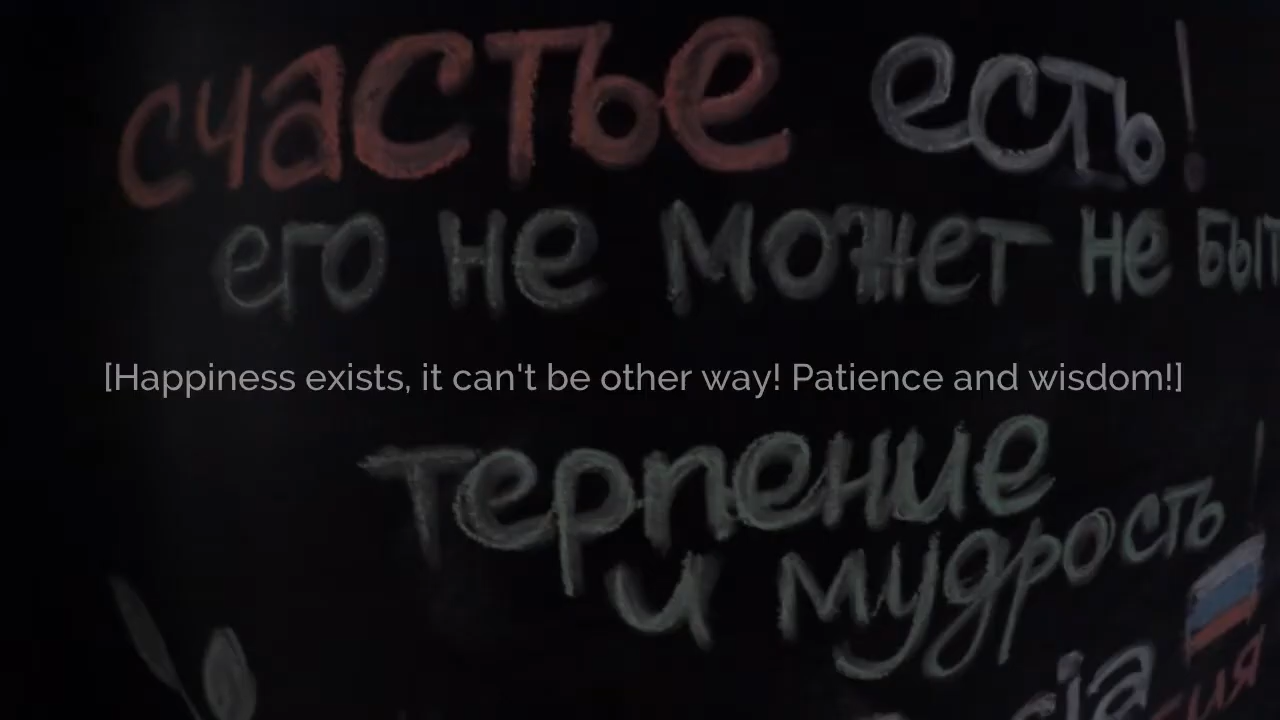 счастье есть!
его не может не быт
[Happiness exists, it can't be other way! Patience and wisdom!]
терпение
и мудрость